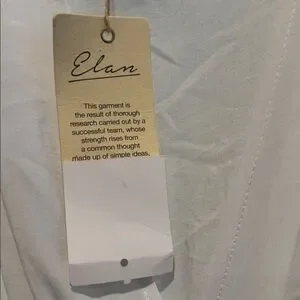 Elan
This garment is
the result of thorough
research carried out by a
successful team, whose
strength rises from
a common thought
made up of simple ideas,